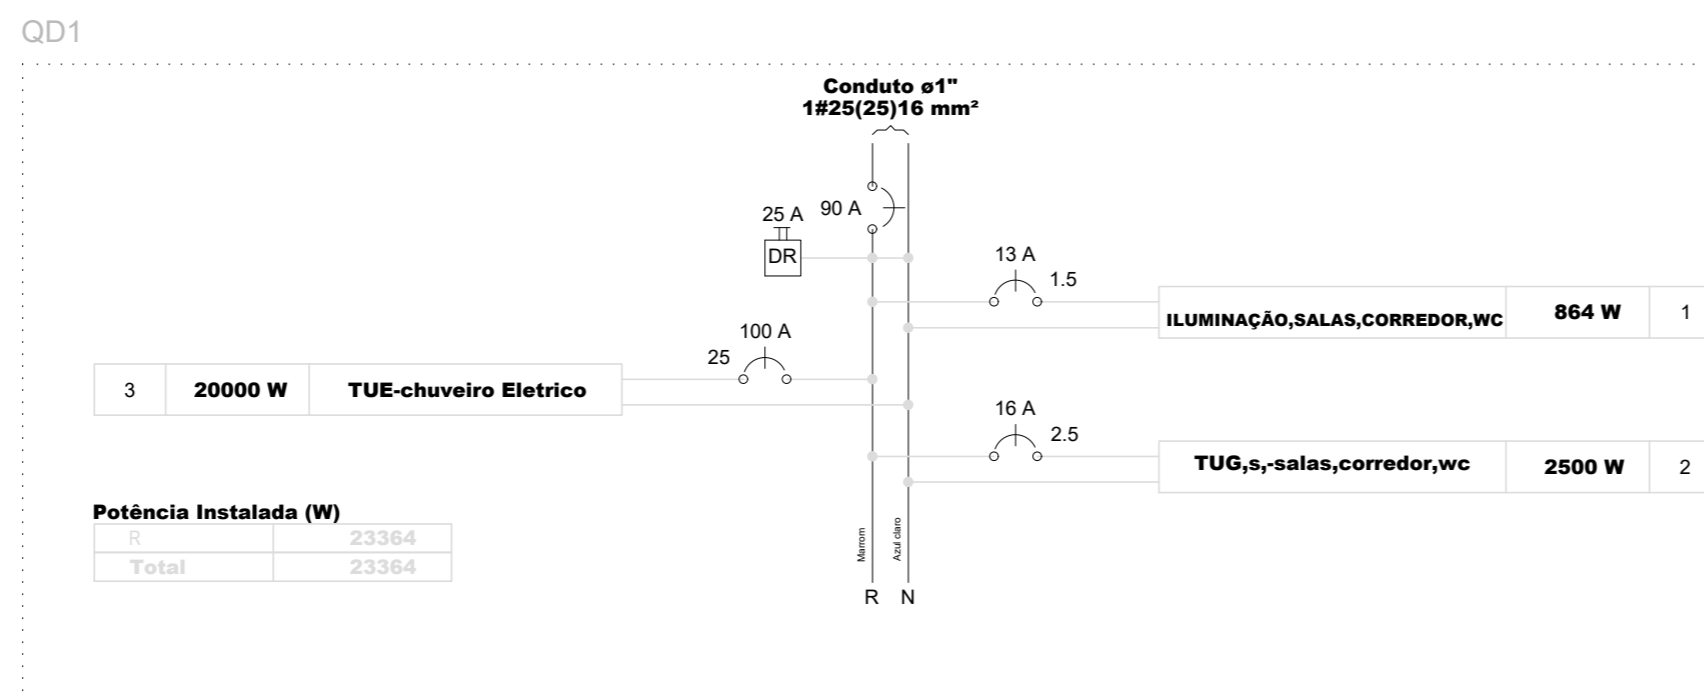 QD1
Conduto ø1"
1#25(25)16 mm²
25 A
90 A
DR
13 A
1.5
ILUMINAÇÃO,SALAS,CORREDOR,WC 864 W 1
100 A
25
3 20000 W TUE-chuveiro Eletrico
16 A
2.5
TUG,s,-salas,corredor,wc 2500 W 2
Potência Instalada (W)
R 23364
Total 23364
Marrom
Azul claro
R N